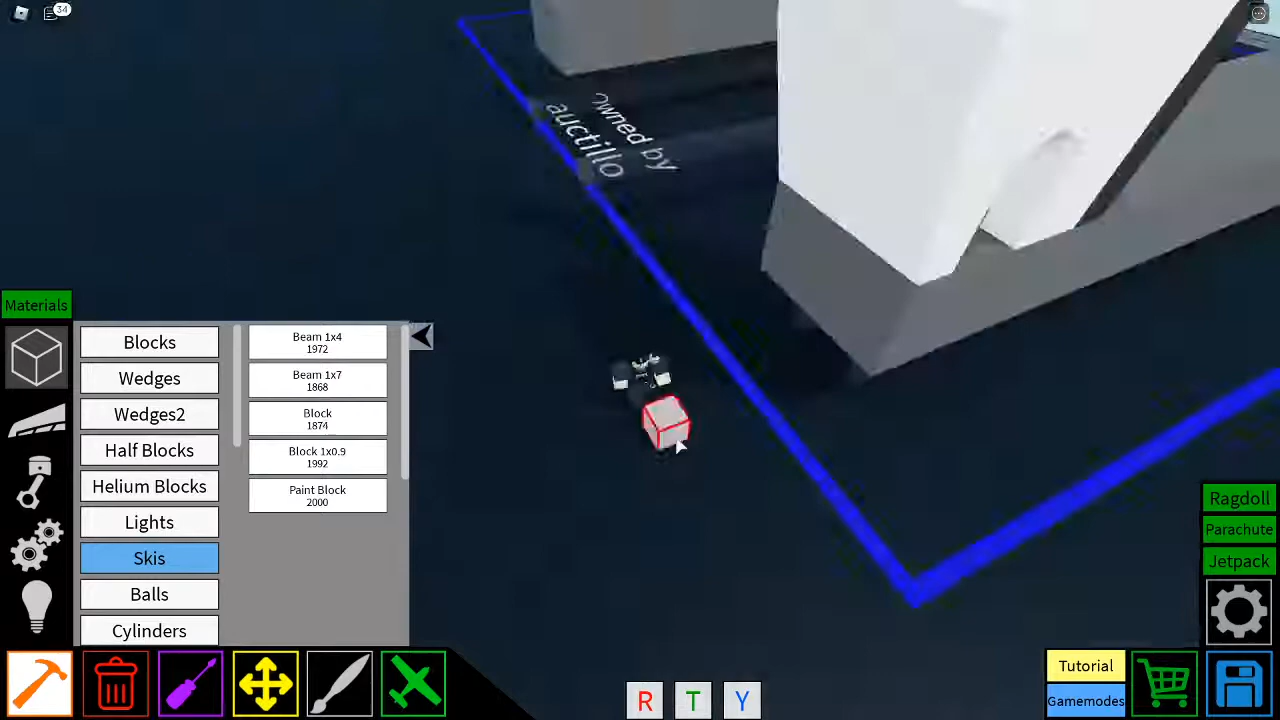 34
Owned by
auctillo
Materials
Blocks
Wedges
Wedges2
Half Blocks
Helium Blocks
Lights
Skis
Balls
Cylinders
Beam 1x4
1972
Beam 1x7
1868
Block
1874
Block 1x0.9
1992
Paint Block
2000
Ragdoll
Parachute
Jetpack
Tutorial
Gamemodes
R T Y